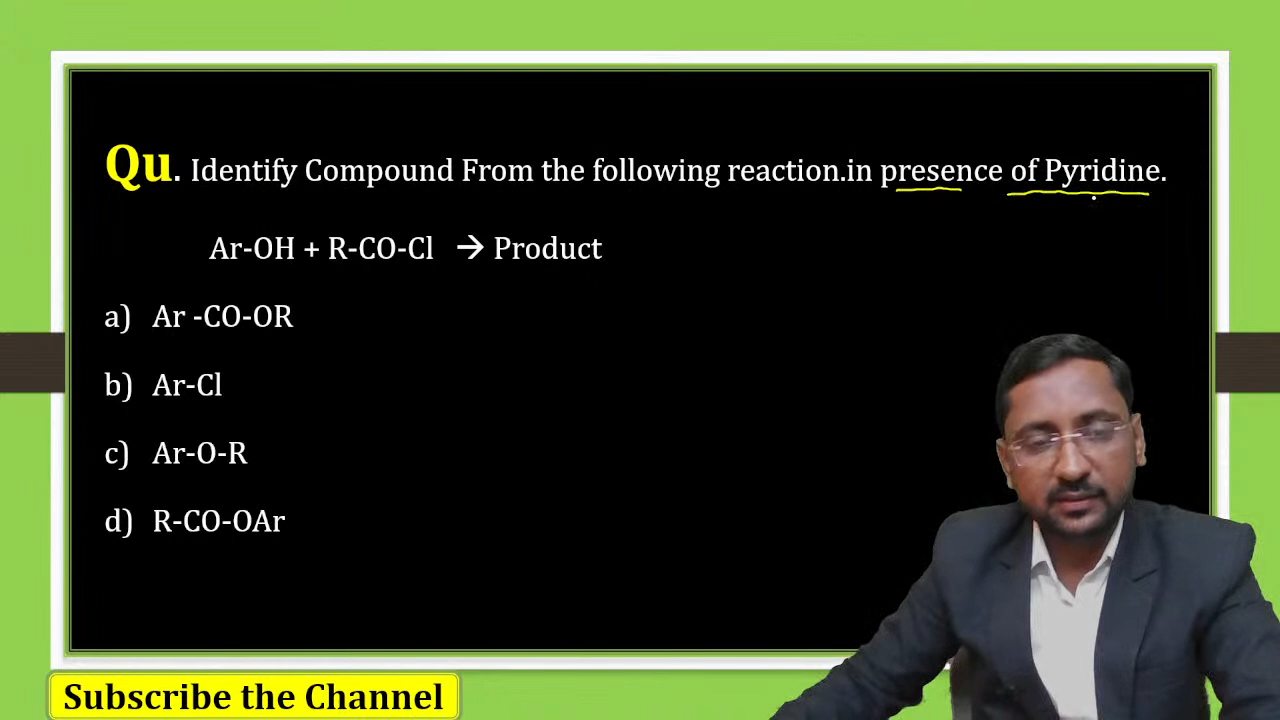 Qu. Identify Compound From the following reaction.in presence of Pyridine.
Ar-OH + R-CO-Cl → Product
a) Ar -CO-OR
b) Ar-Cl
c) Ar-O-R
d) R-CO-OAr
Subscribe the Channel